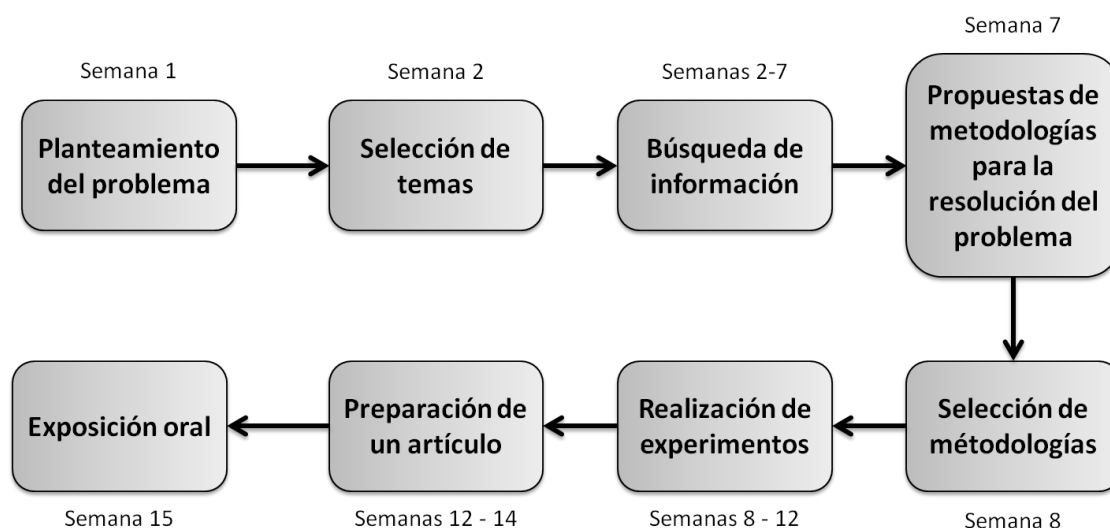 Semana 7
Semana 1
Semana 2
Semanas 2-7
Planteamiento
del problema
Selección de
temas
Búsqueda de
información
Propuestas de
metodologías
para la
resolución del
problema
Exposición oral
Preparación de
un artículo
Realización de
experimentos
Selección de
métodologías
Semana 15
Semanas 12 - 14
Semanas 8 - 12
Semana 8